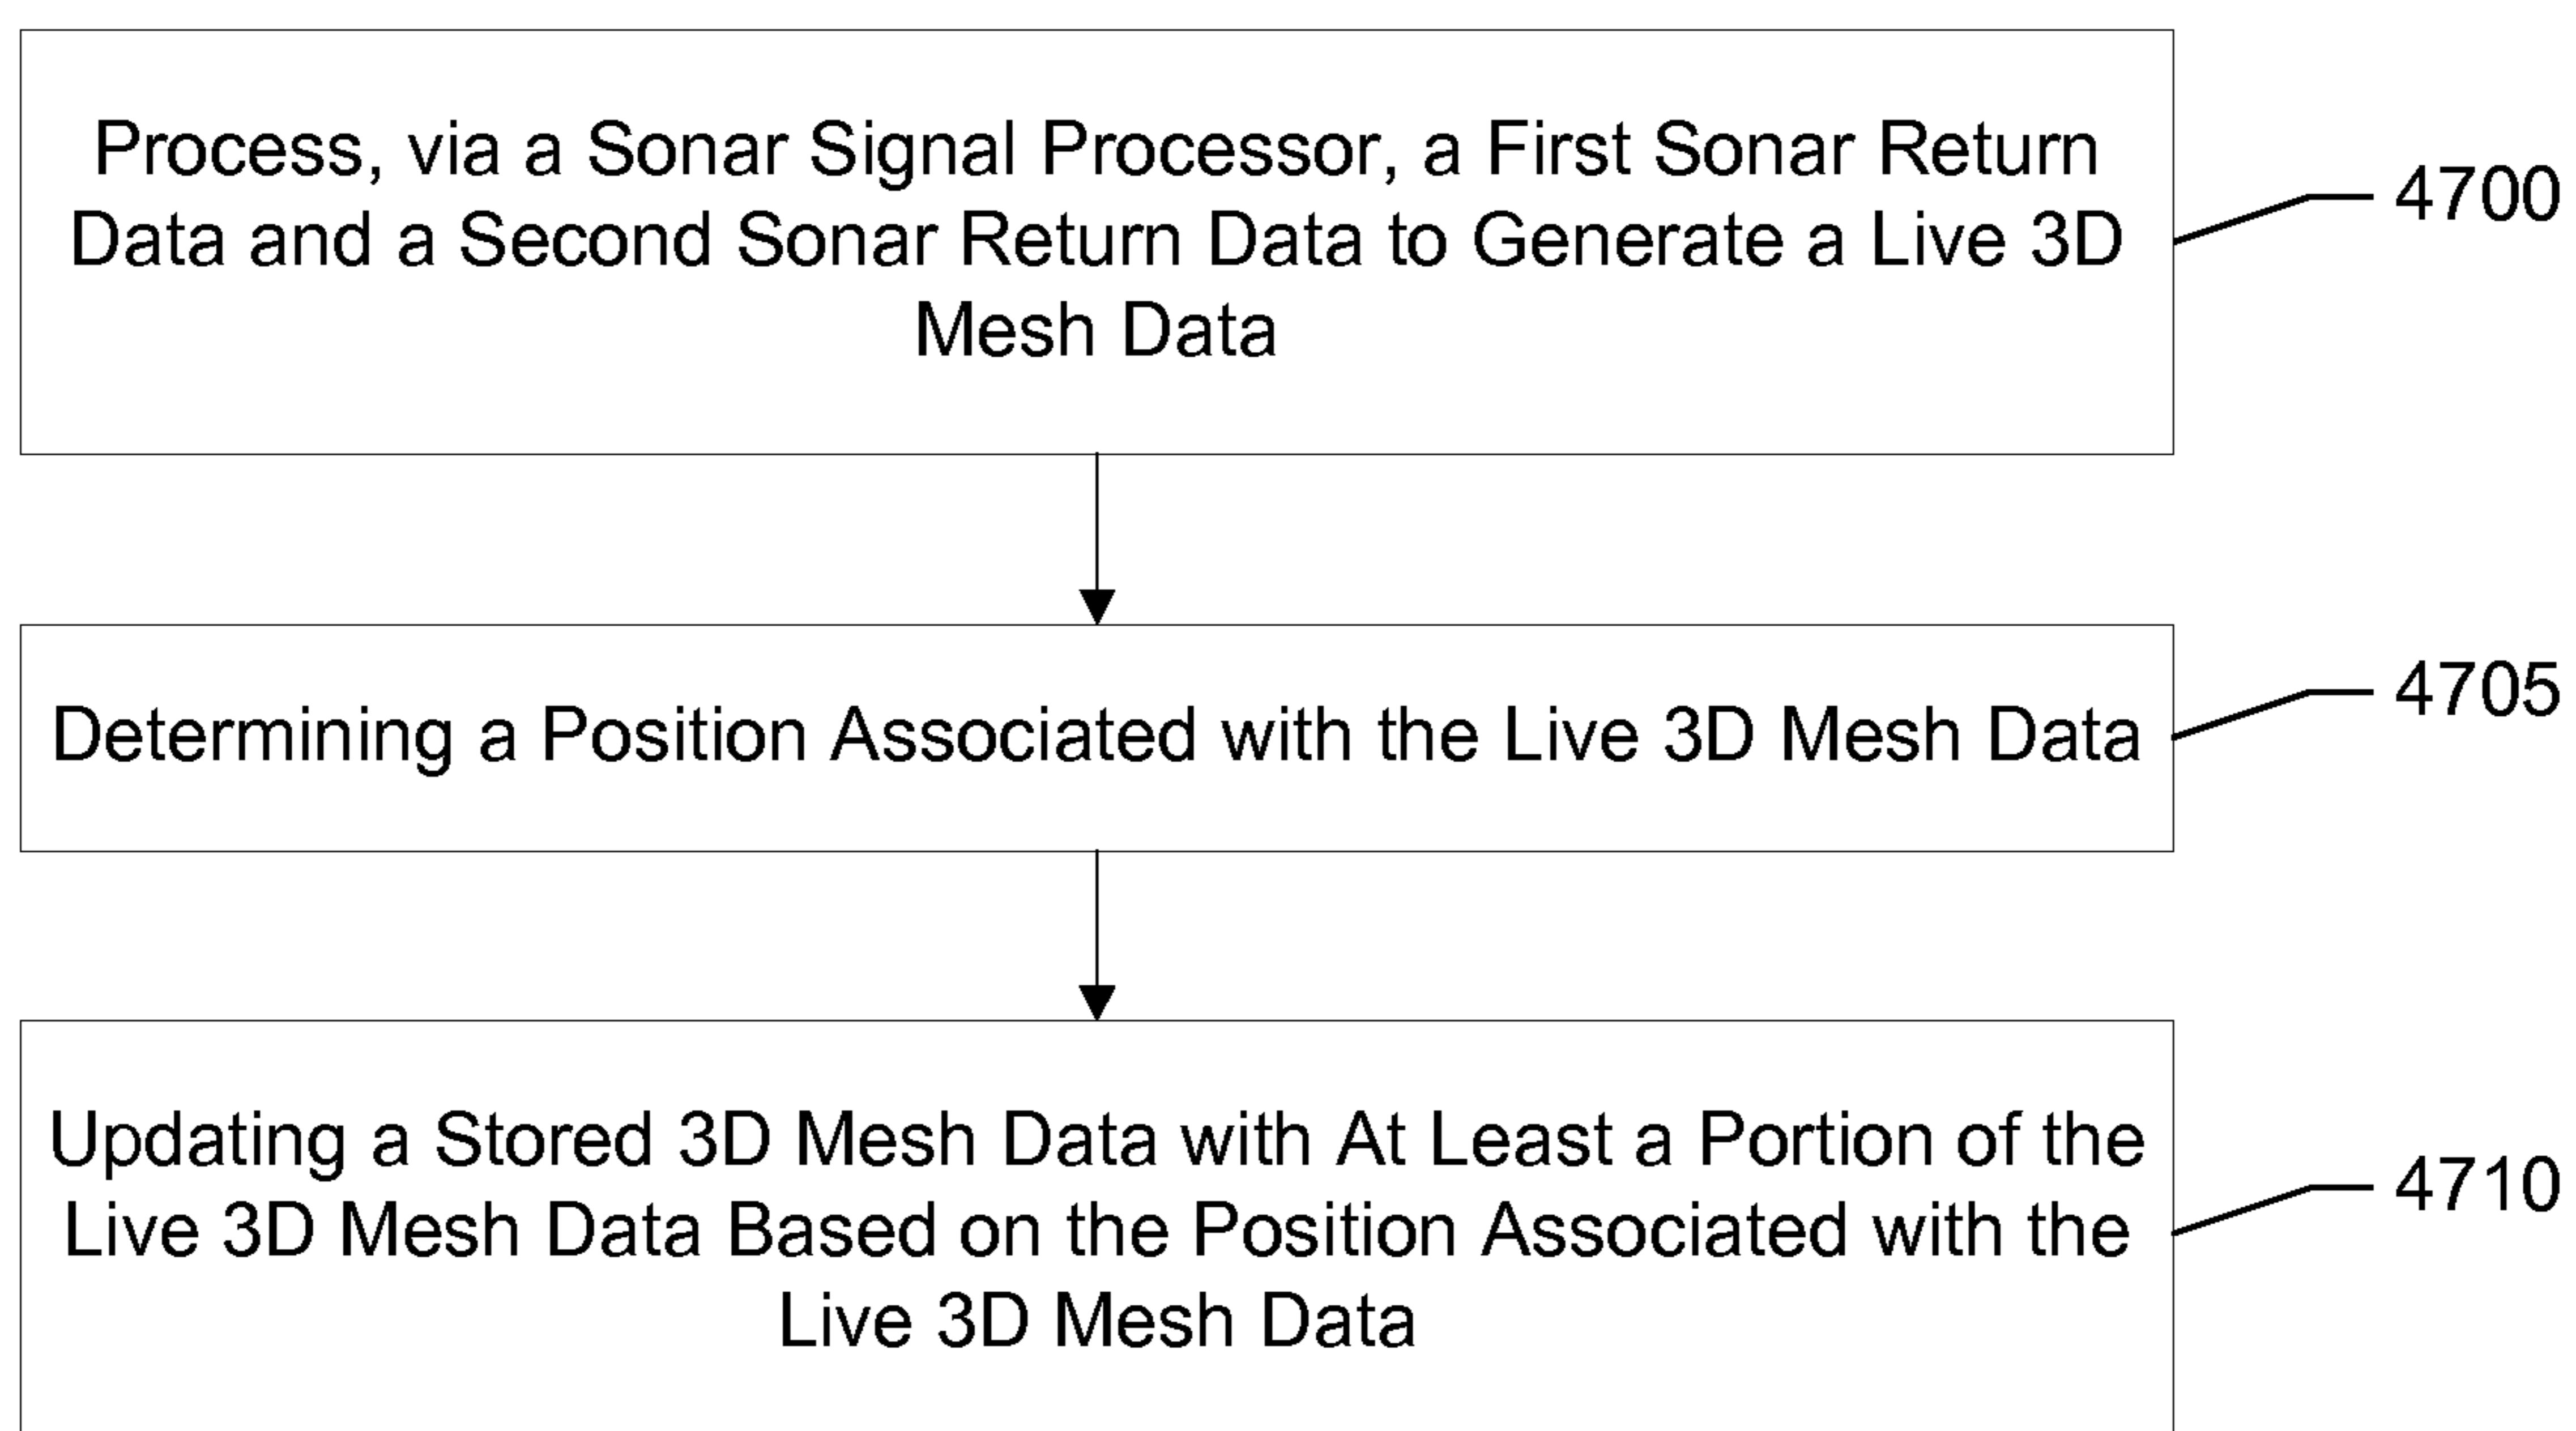 Process, via a Sonar Signal Processor, a First Sonar Return
Data and a Second Sonar Return Data to Generate a Live 3D
Mesh Data
4700
Determining a Position Associated with the Live 3D Mesh Data
4705
Updating a Stored 3D Mesh Data with At Least a Portion of the
Live 3D Mesh Data Based on the Position Associated with the
Live 3D Mesh Data
4710